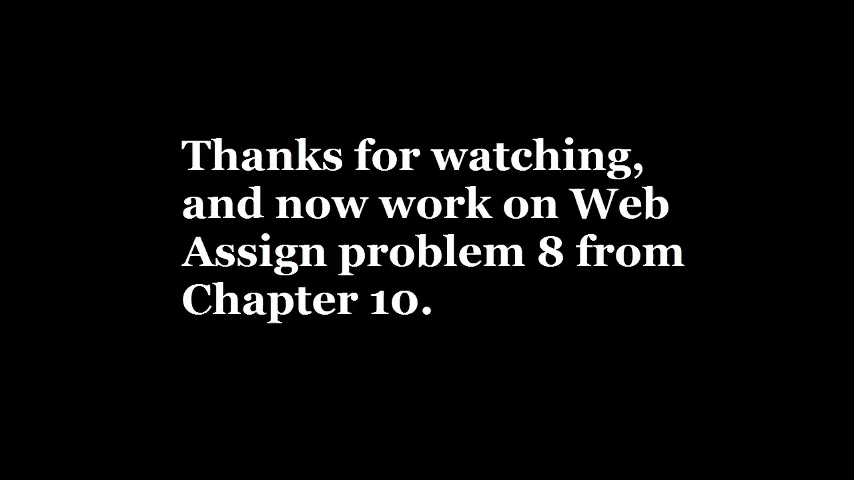 Thanks for watching,
and now work on Web
Assign problem 8 from
Chapter 10.